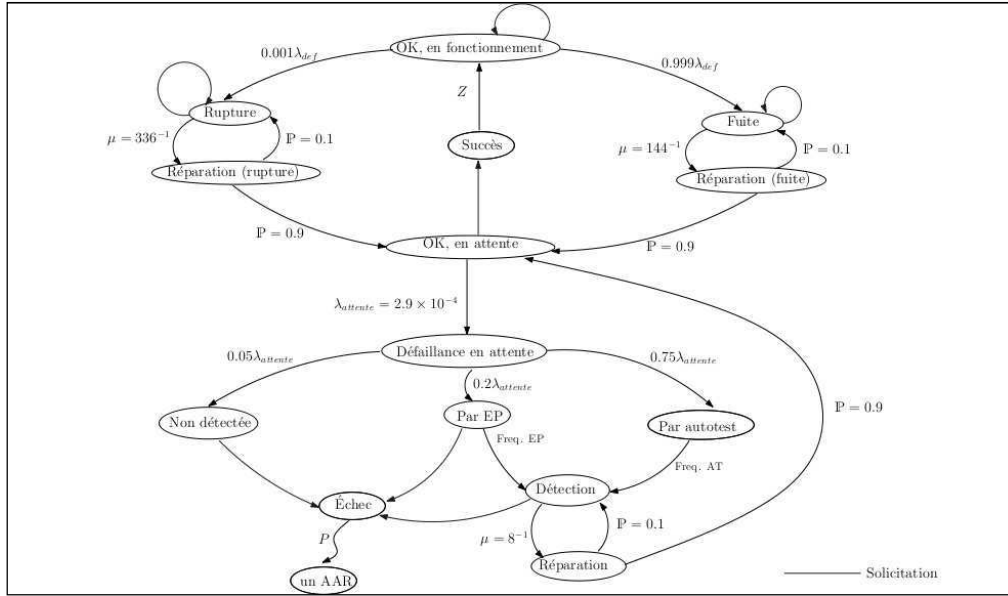 OK, en fonctionnement
0.001λ_def
0.999λ_def
Z
Rupture
Fuite
μ = 336⁻¹
ℙ = 0.1
Succès
μ = 144⁻¹
ℙ = 0.1
Réparation (rupture)
Réparation (fuite)
ℙ = 0.9
OK, en attente
ℙ = 0.9
λ_attente = 2.9 × 10⁻⁴
Défaillance en attente
0.05λ_attente
0.75λ_attente
0.2λ_attente
ℙ = 0.9
Non détectée
Par EP
Par autotest
Freq. EP
Freq. AT
Détection
Échec
P
μ = 8⁻¹
ℙ = 0.1
Réparation
un AAR
Solicitation